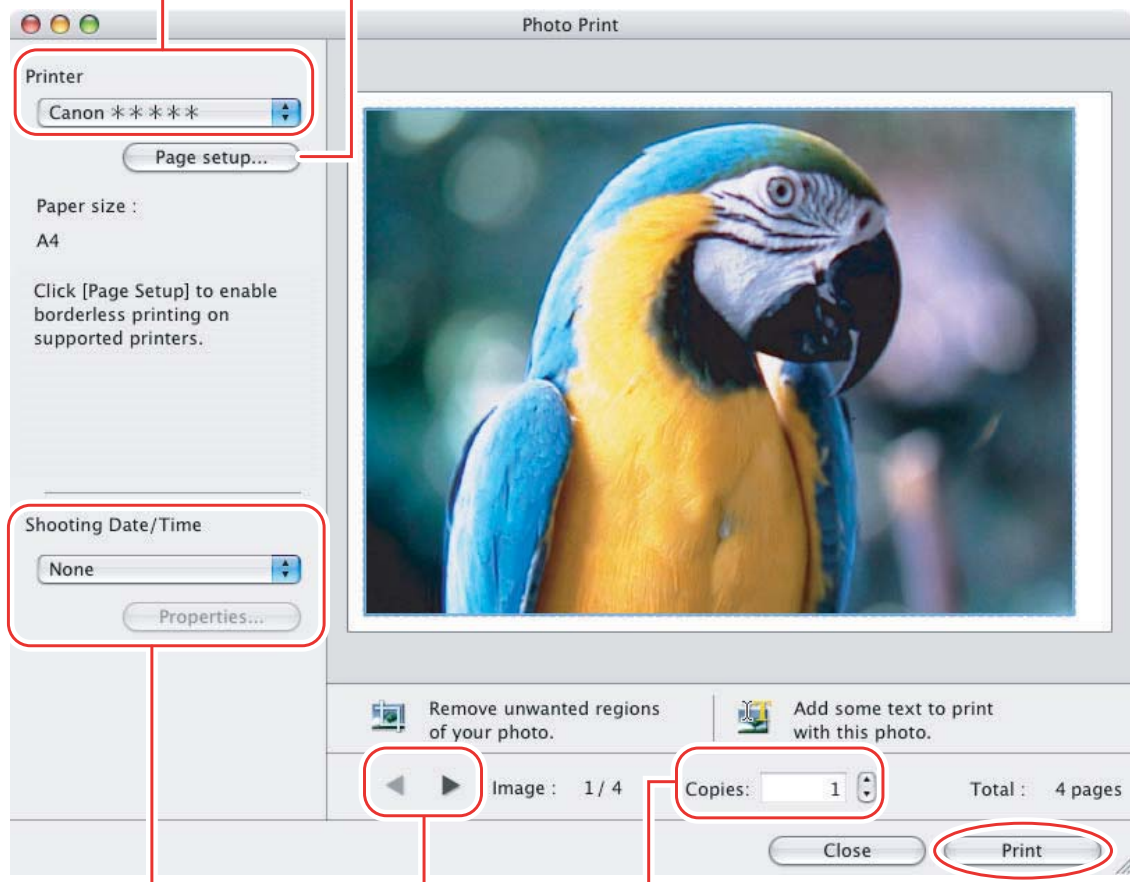 Photo Print
Printer
Canon ＊＊＊＊＊
Page setup...
Paper size :
A4
Click [Page Setup] to enable
borderless printing on
supported printers.
Shooting Date/Time
None
Properties...
Remove unwanted regions
of your photo.
Add some text to print
with this photo.
Image : 1 / 4
Copies: 1
Total : 4 pages
Close
Print